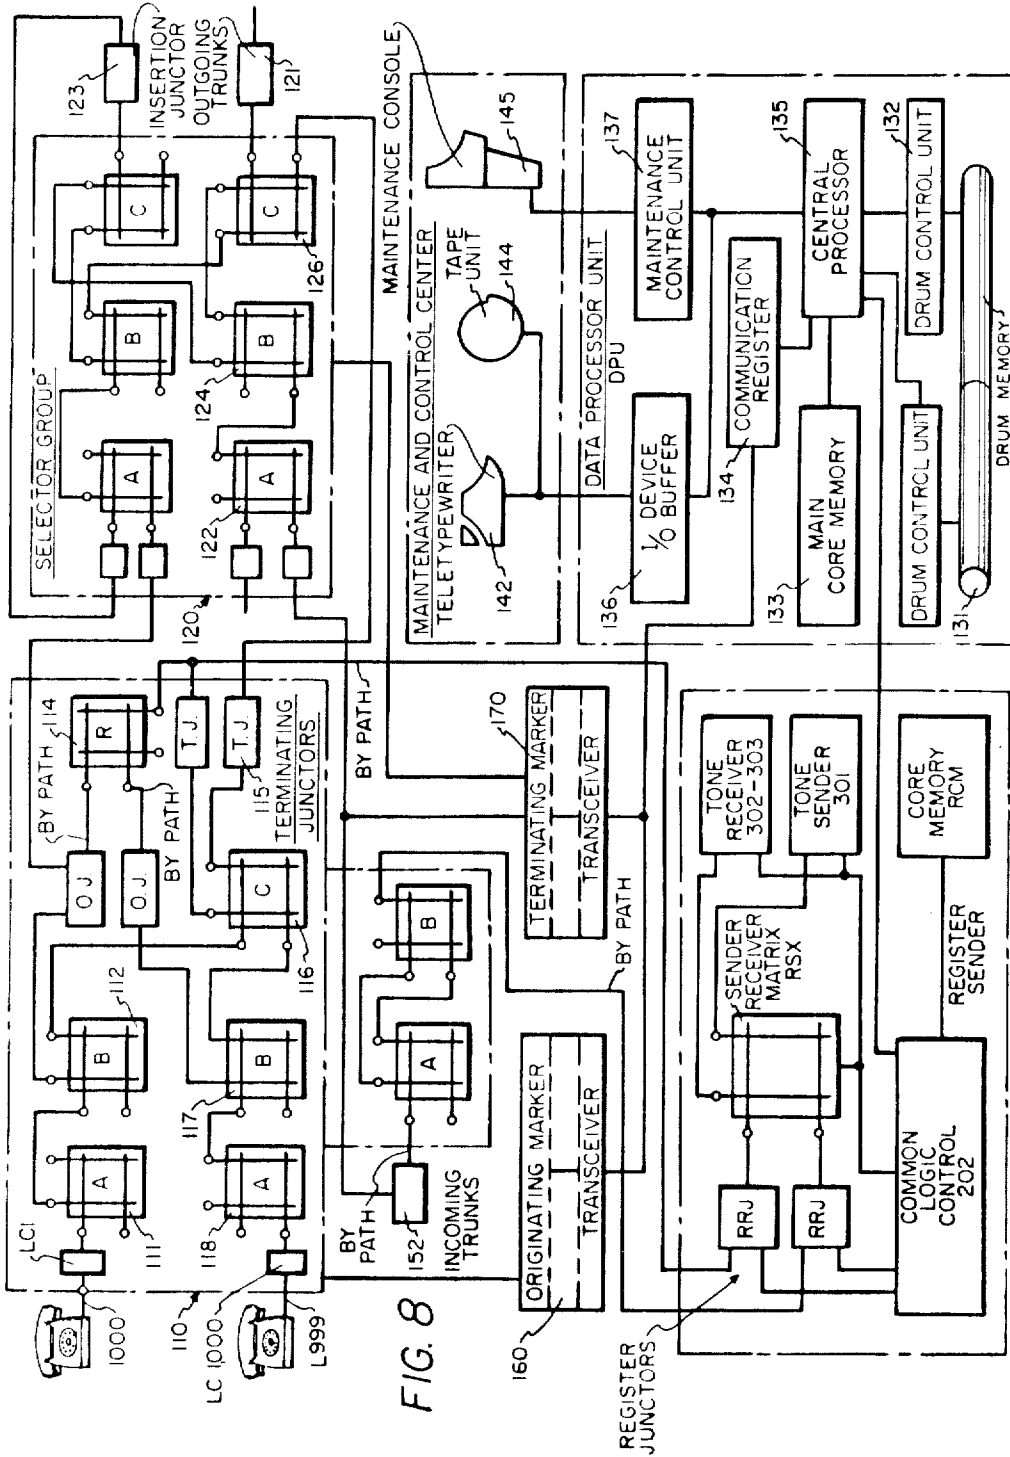 LC1
1000
110
LC 1000
L999
111
A
B
112
118
A
117
B
C
116
O.J.
O.J.
BY PATH
114
R
BY PATH
T.J.
T.J.
115
TERMINATING
JUNCTORS
SELECTOR GROUP
120
A
122
A
B
124
B
C
126
C
123
INSERTION
JUNCTOR
OUTGOING
TRUNKS
121
FIG. 8
BY
PATH
152
INCOMING
TRUNKS
A
B
BY PATH
BY PATH
ORIGINATING MARKER
TRANSCEIVER
160
TERMINATING MARKER
TRANSCEIVER
170
MAINTENANCE AND CONTROL CENTER
TELETYPEWRITER
142
TAPE
UNIT
144
MAINTENANCE CONSOLE
145
DATA PROCESSOR UNIT
DPU
136
DEVICE
I/O BUFFER
MAINTENANCE
CONTROL UNIT
137
134
COMMUNICATION
REGISTER
133
MAIN
CORE MEMORY
CENTRAL
PROCESSOR
135
DRUM CONTROL UNIT
DRUM CONTROL UNIT
132
131
DRUM MEMORY
REGISTER
JUNCTORS
RRJ
RRJ
SENDER
RECEIVER
MATRIX
RSX
TONE
RECEIVER
302-303
TONE
SENDER
301
COMMON
LOGIC
CONTROL
202
REGISTER
SENDER
CORE
MEMORY
RCM